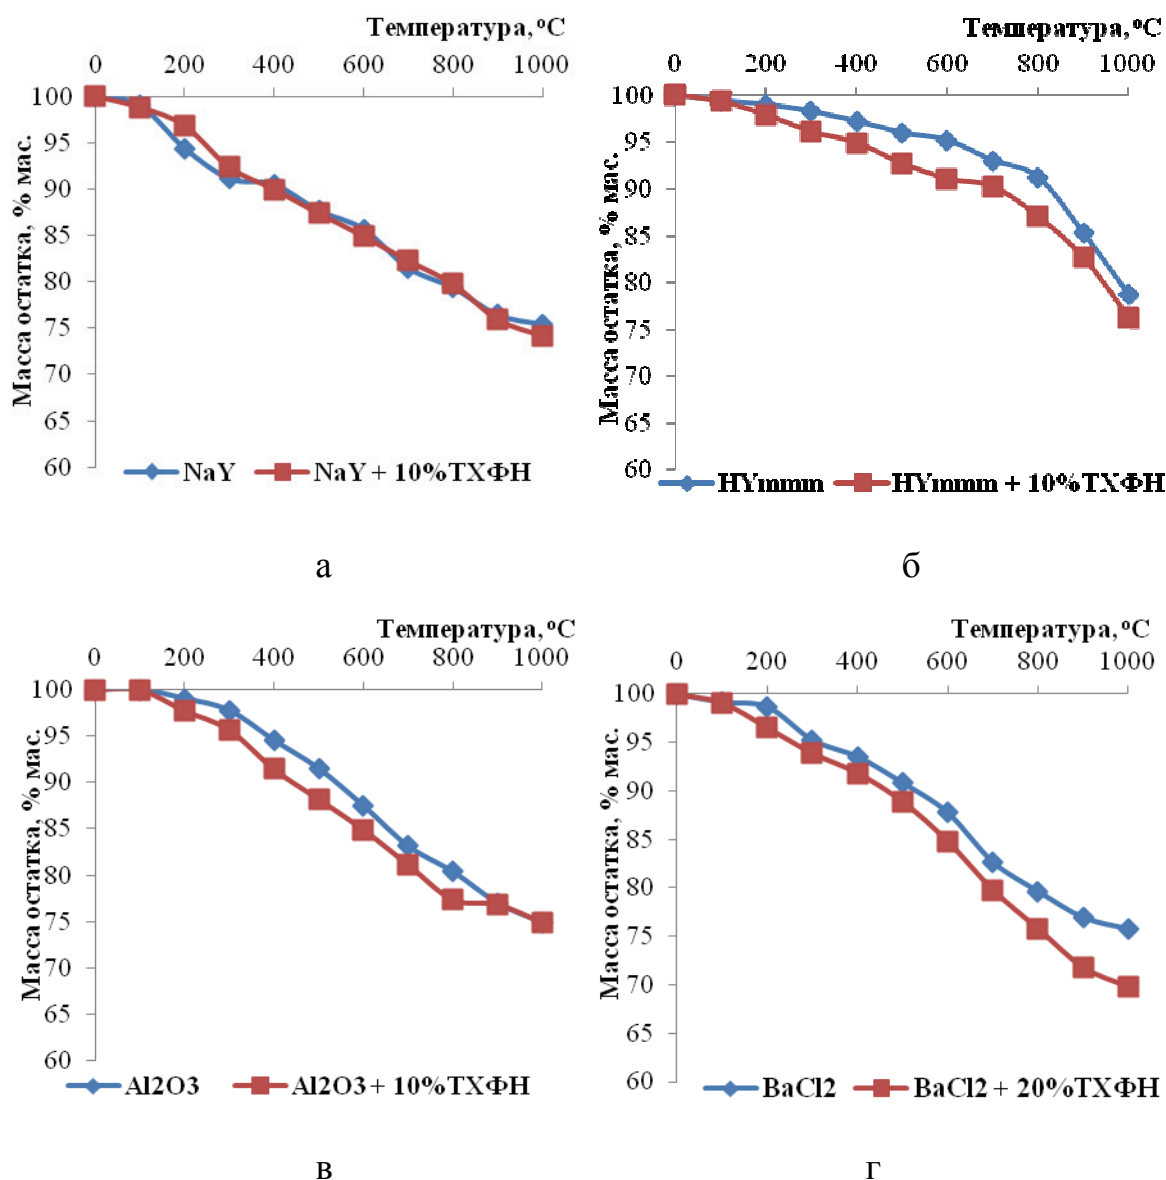 Температура, °C
0 200 400 600 800 1000
100
95
90
85
80
75
70
65
60
Масса остатка, % мас.
NaY NaY + 10%ТХФН
а
Температура, °C
0 200 400 600 800 1000
100
95
90
85
80
75
70
65
60
Масса остатка, % мас.
HYmmm HYmmm + 10%ТХФН
б
Температура, °C
0 200 400 600 800 1000
100
95
90
85
80
75
70
65
60
Масса остатка, % мас.
Al2O3 Al2O3 + 10%ТХФН
в
Температура, °C
0 200 400 600 800 1000
100
95
90
85
80
75
70
65
60
Масса остатка, % мас.
BaCl2 BaCl2 + 20%ТХФН
г